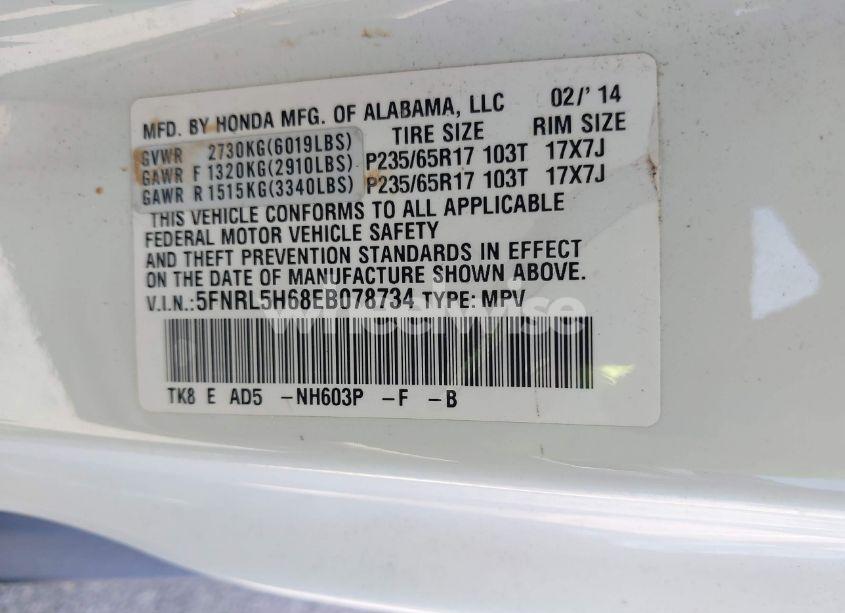 MFD. BY HONDA MFG. OF ALABAMA, LLC 02/' 14
TIRE SIZE RIM SIZE
GVWR 2730KG(6019LBS)
GAWR F 1320KG(2910LBS) P235/65R17 103T 17X7J
GAWR R 1515KG(3340LBS) P235/65R17 103T 17X7J
THIS VEHICLE CONFORMS TO ALL APPLICABLE
FEDERAL MOTOR VEHICLE SAFETY
AND THEFT PREVENTION STANDARDS IN EFFECT
ON THE DATE OF MANUFACTURE SHOWN ABOVE.
V.I.N.:5FNRL5H68EB078734 TYPE: MPV
wheelwise
TK8 E AD5 -NH603P -F -B